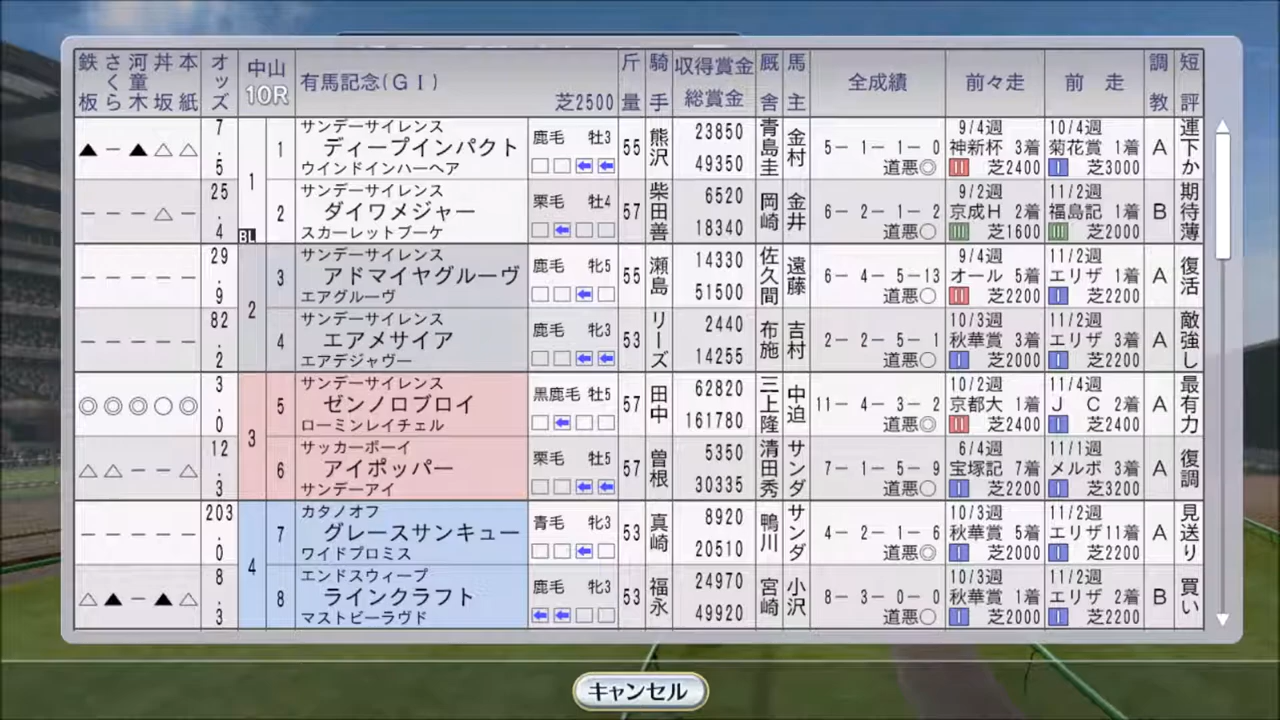 鉄板 さくら 河童木 丼坂 本紙 オッズ 中山 10R 有馬記念(GⅠ) 芝2500 斤量 騎手 収得賞金 総賞金 厩舎 馬主 全成績 前々走 前 走 調教 短評
▲ － ▲ △ △ 7.5 1 1 サンデーサイレンス
ディープインパクト 鹿毛 牡3 55 熊沢 23850 青島圭 金村 5－ 1－ 1－ 0 9/4週 神新杯 3着 10/4週 菊花賞 1着 A 連下か
ウインドインハーヘア 49350 道悪◎ Ⅱ 芝2400 Ⅰ 芝3000
－ － － △ － 25.4 2 サンデーサイレンス
ダイワメジャー 栗毛 牡4 57 柴田善 6520 岡崎 金井 6－ 2－ 1－ 2 9/2週 京成H 2着 11/2週 福島記 1着 B 期待薄
BL スカーレットブーケ 18340 道悪○ Ⅲ 芝1600 Ⅲ 芝2000
－ － － － － 29.9 2 3 サンデーサイレンス
アドマイヤグルーヴ 鹿毛 牝5 55 瀬島 14330 佐久間 遠藤 6－ 4－ 5－13 9/4週 オール 5着 11/2週 エリザ 1着 A 復活
エアグルーヴ 51500 道悪○ Ⅱ 芝2200 Ⅰ 芝2200
－ － － － － 82.2 4 サンデーサイレンス
エアメサイア 鹿毛 牝3 53 リーズ 2440 布施 吉村 2－ 2－ 5－ 1 10/3週 秋華賞 3着 11/2週 エリザ 3着 A 敵強し
エアデジャヴー 14255 道悪○ Ⅰ 芝2000 Ⅰ 芝2200
◎ ◎ ◎ ○ ◎ 3.0 3 5 サンデーサイレンス
ゼンノロブロイ 黒鹿毛 牡5 57 田中 62820 三上隆 中迫 11－ 4－ 3－ 2 10/2週 京都大 1着 11/4週 J C 2着 A 最有力
ローミンレイチェル 161780 道悪◎ Ⅱ 芝2400 Ⅰ 芝2400
△ △ － － △ 12.3 6 サッカーボーイ
アイポッパー 栗毛 牡5 57 曽根 5350 清田秀 サンダ 7－ 1－ 5－ 9 6/4週 宝塚記 7着 11/1週 メルボ 3着 A 復調
サンデーアイ 30335 道悪○ Ⅰ 芝2200 Ⅰ 芝3200
－ － － － － 203.0 4 7 カタノオフ
グレースサンキュー 青毛 牝3 53 真崎 8920 鴨川 サンダ 4－ 2－ 1－ 6 10/3週 秋華賞 5着 11/2週 エリザ11着 A 見送り
ワイドプロミス 20510 道悪◎ Ⅰ 芝2000 Ⅰ 芝2200
△ ▲ － ▲ △ 8.3 8 エンドスウィープ
ラインクラフト 鹿毛 牝3 53 福永 24970 宮崎 小沢 8－ 3－ 0－ 0 10/3週 秋華賞 1着 11/2週 エリザ 2着 B 買い
マストビーラヴド 49920 道悪○ Ⅰ 芝2000 Ⅰ 芝2200
キャンセル